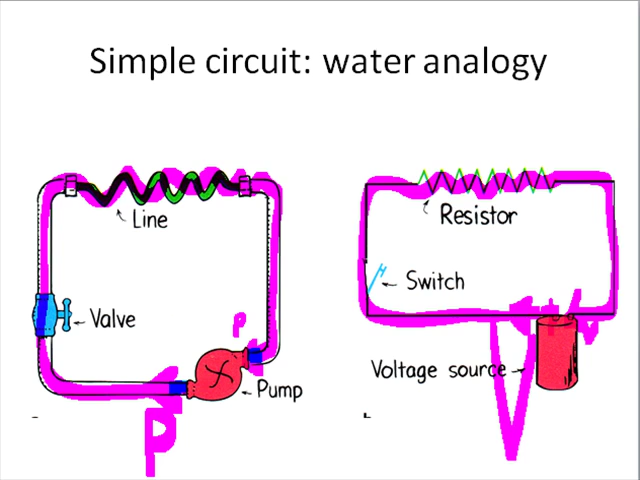 Simple circuit: water analogy
Line
Valve
P
Pump
P
Resistor
Switch
Voltage source
V